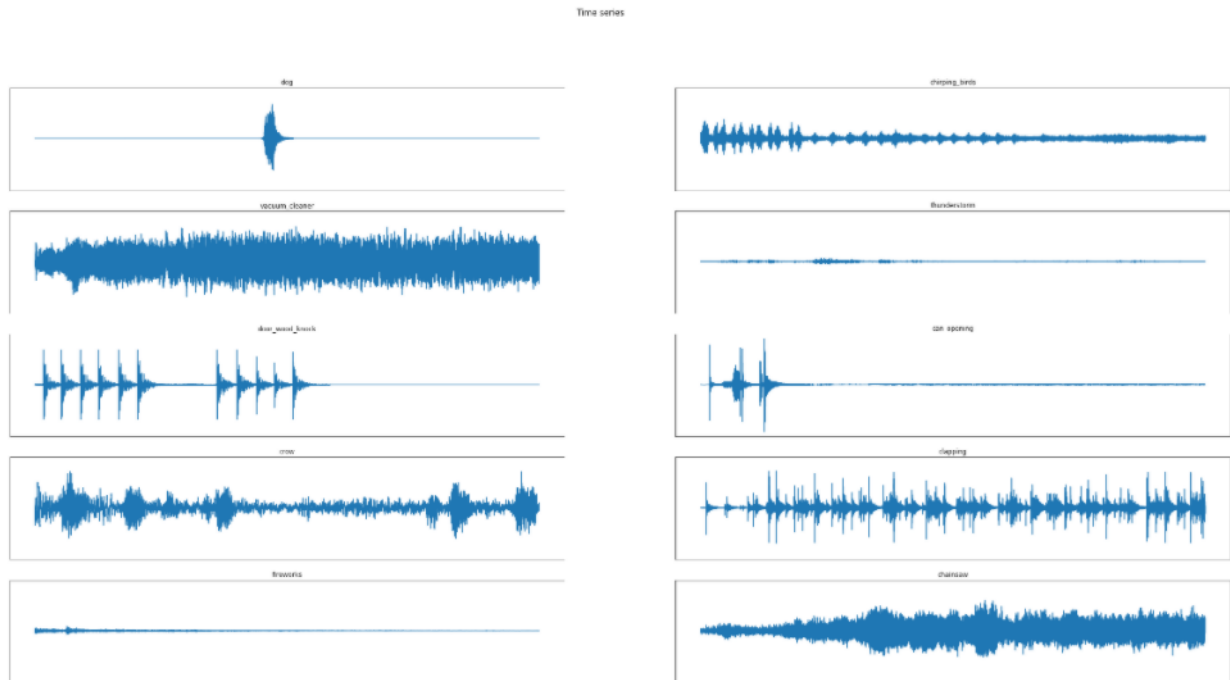 Time series
dog
chirping_birds
vacuum_cleaner
thunderstorm
door_wood_knock
can_opening
crow
clapping
fireworks
chainsaw